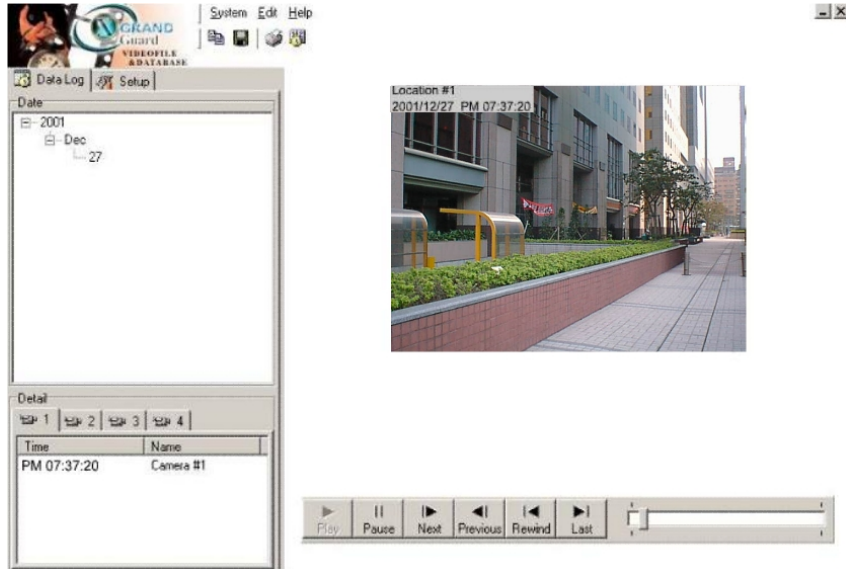 GRAND
Guard
VIDEOFILE
&DATABASE
System Edit Help
Data Log Setup
Date
2001
Dec
27
Location #1
2001/12/27 PM 07:37:20
Detail
1 2 3 4
Time Name
PM 07:37:20 Camera #1
Play Pause Next Previous Rewind Last